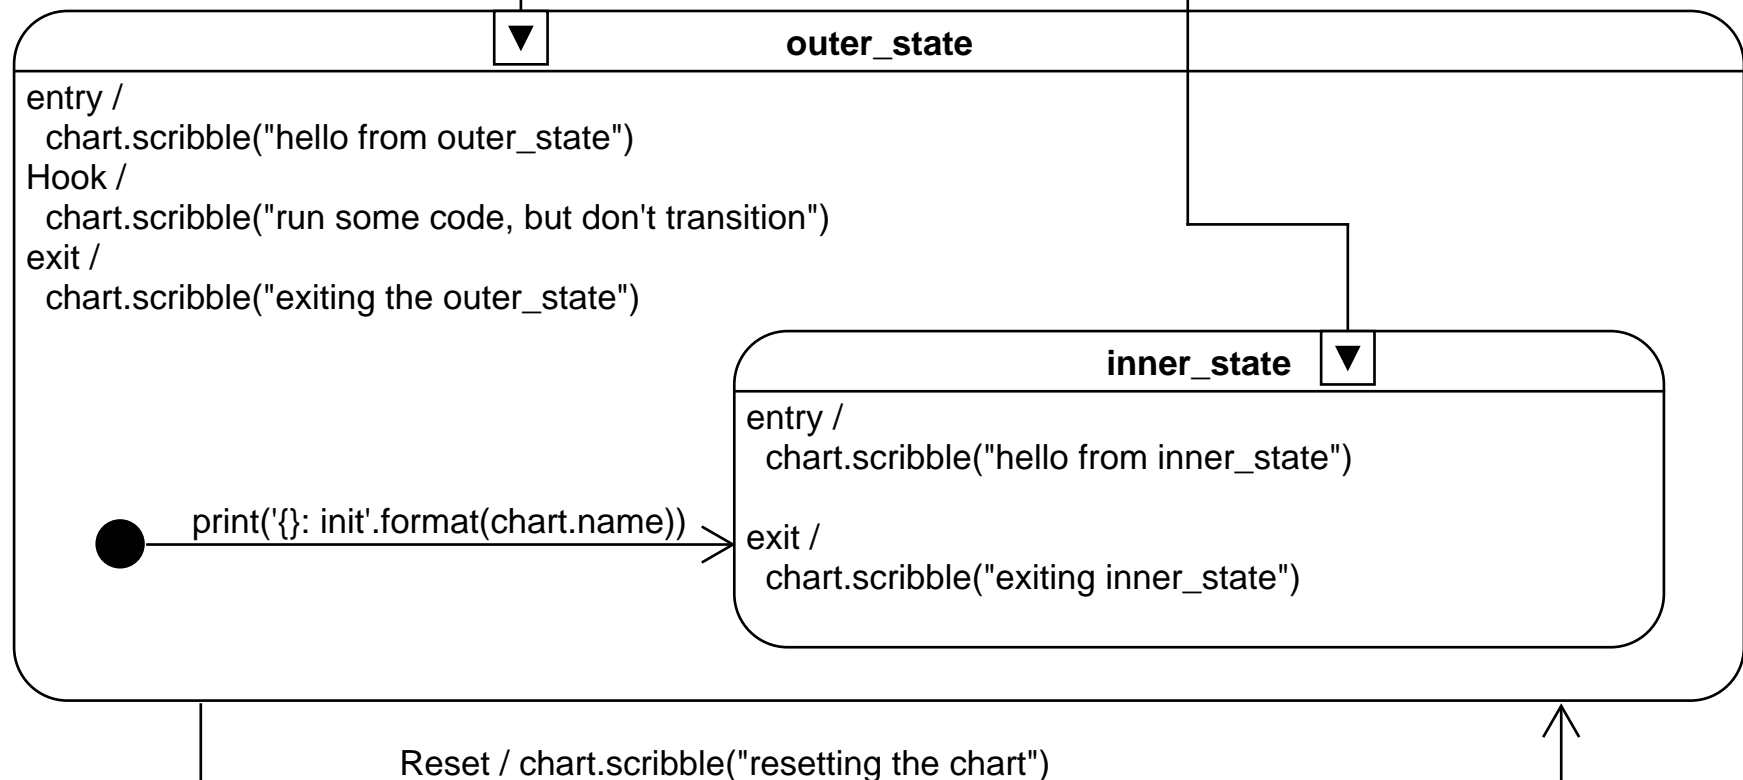 outer_state
entry /
chart.scribble("hello from outer_state")
Hook /
chart.scribble("run some code, but don't transition")
exit /
chart.scribble("exiting the outer_state")
inner_state
entry /
chart.scribble("hello from inner_state")
print('{}: init'.format(chart.name))
exit /
chart.scribble("exiting inner_state")
Reset / chart.scribble("resetting the chart")